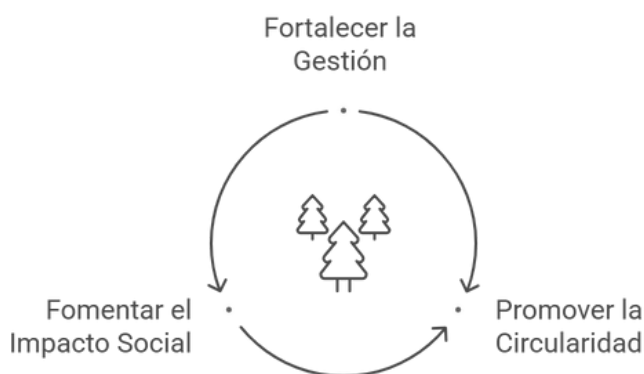 Fortalecer la
Gestión
Fomentar el
Impacto Social
Promover la
Circularidad